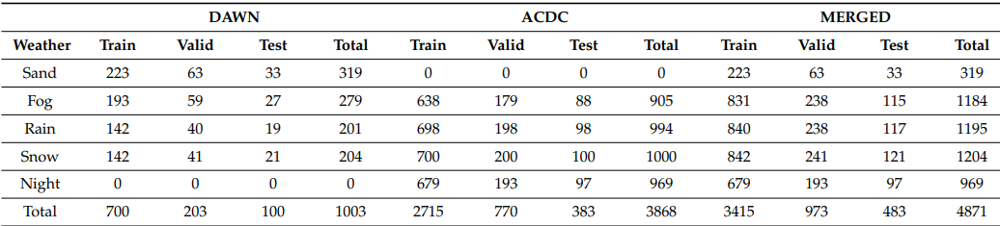 DAWN ACDC MERGED
Weather Train Valid Test Total Train Valid Test Total Train Valid Test Total
Sand 223 63 33 319 0 0 0 0 223 63 33 319
Fog 193 59 27 279 638 179 88 905 831 238 115 1184
Rain 142 40 19 201 698 198 98 994 840 238 117 1195
Snow 142 41 21 204 700 200 100 1000 842 241 121 1204
Night 0 0 0 0 679 193 97 969 679 193 97 969
Total 700 203 100 1003 2715 770 383 3868 3415 973 483 4871